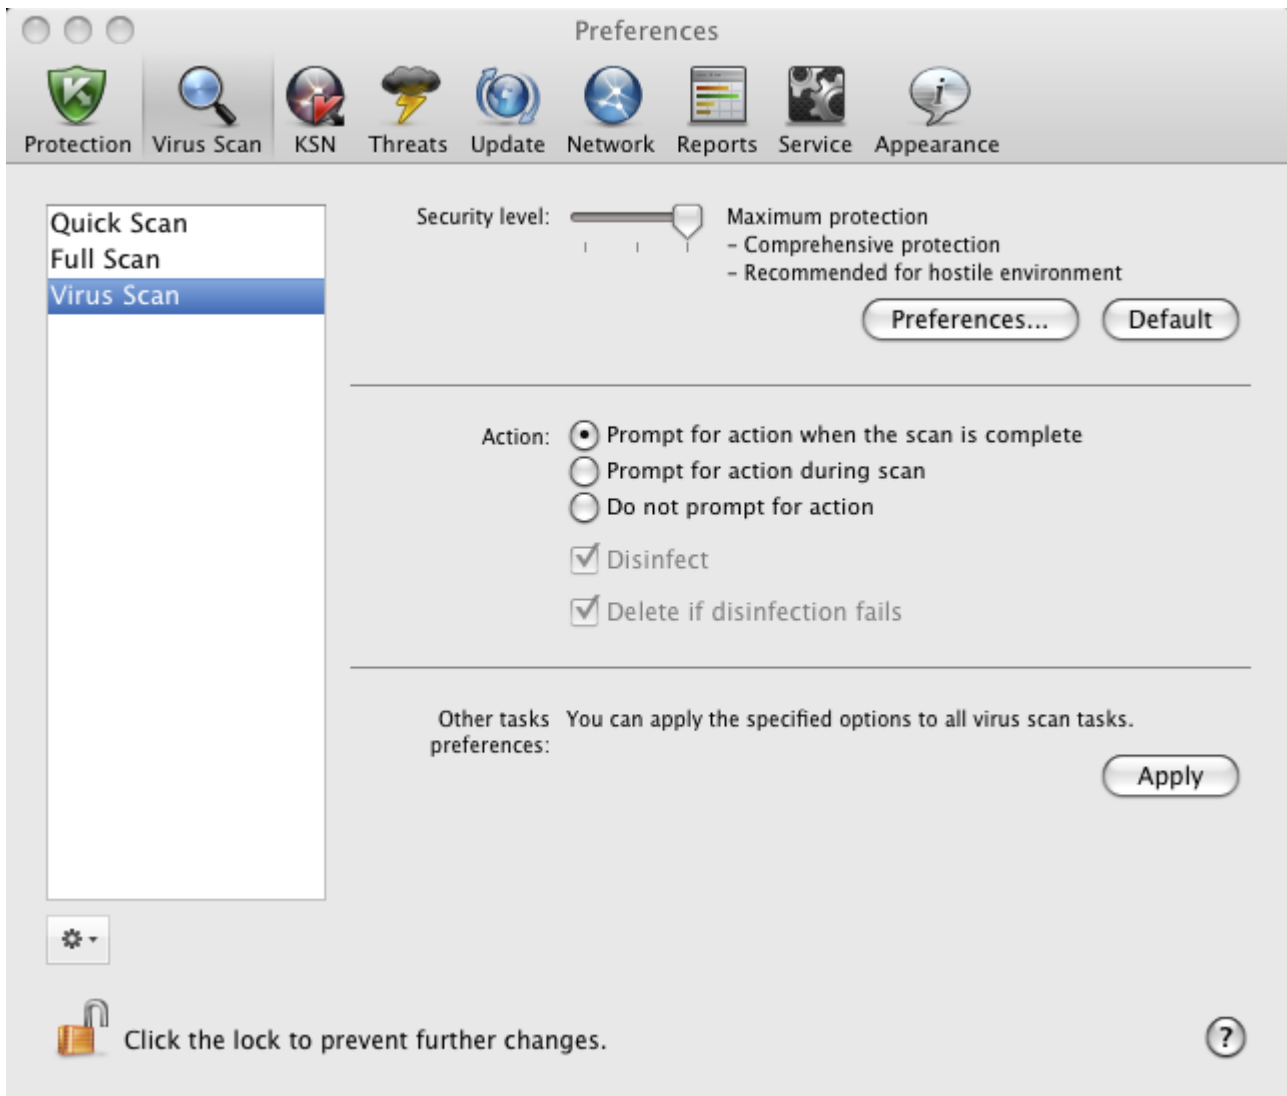 Preferences
Protection Virus Scan KSN Threats Update Network Reports Service Appearance
Quick Scan
Full Scan
Virus Scan
Security level: Maximum protection
- Comprehensive protection
- Recommended for hostile environment
Preferences... Default
Action: Prompt for action when the scan is complete
Prompt for action during scan
Do not prompt for action
Disinfect
Delete if disinfection fails
Other tasks You can apply the specified options to all virus scan tasks.
preferences:
Apply
Click the lock to prevent further changes.
?